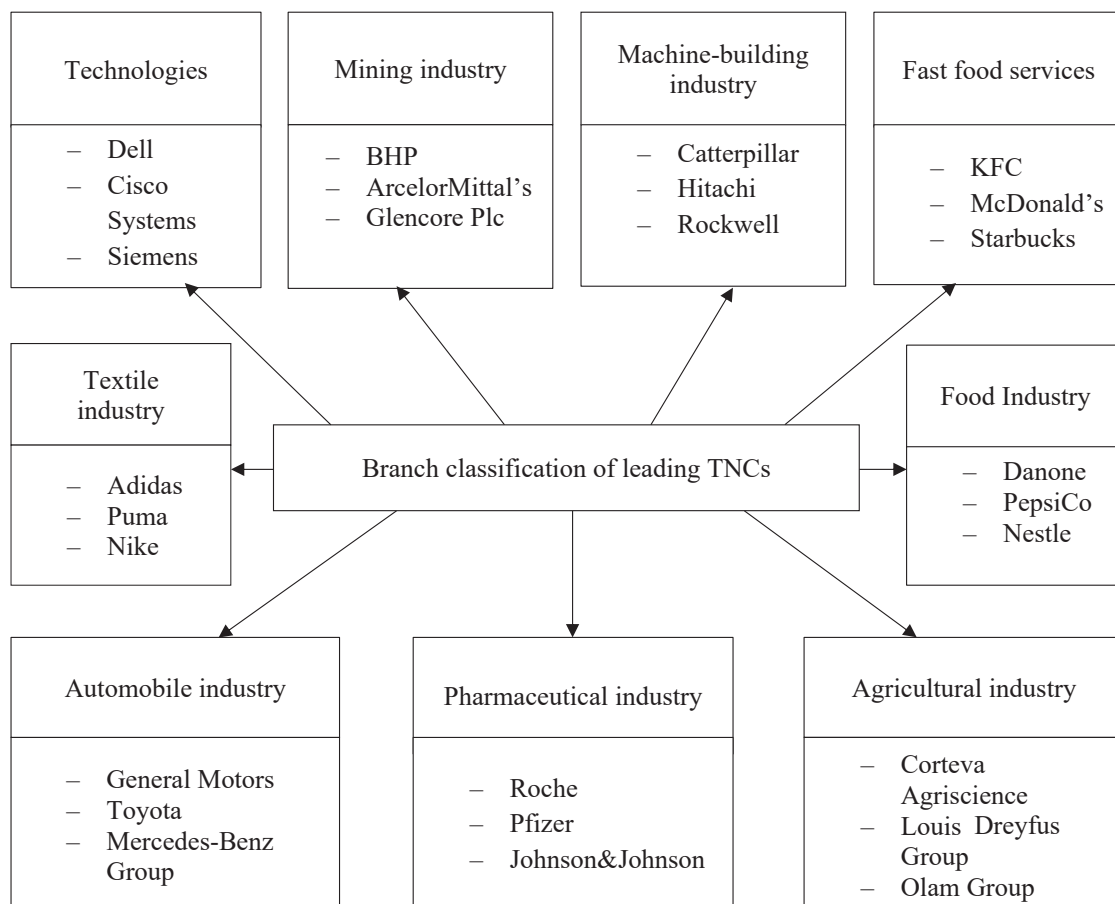 Technologies
– Dell
– Cisco
Systems
– Siemens
Mining industry
– BHP
– ArcelorMittal’s
– Glencore Plc
Machine-building
industry
– Catterpillar
– Hitachi
– Rockwell
Fast food services
– KFC
– McDonald’s
– Starbucks
Textile
industry
– Adidas
– Puma
– Nike
Branch classification of leading TNCs
Food Industry
– Danone
– PepsiCo
– Nestle
Automobile industry
– General Motors
– Toyota
– Mercedes-Benz
Group
Pharmaceutical industry
– Roche
– Pfizer
– Johnson&Johnson
Agricultural industry
– Corteva
Agriscience
– Louis Dreyfus
Group
– Olam Group